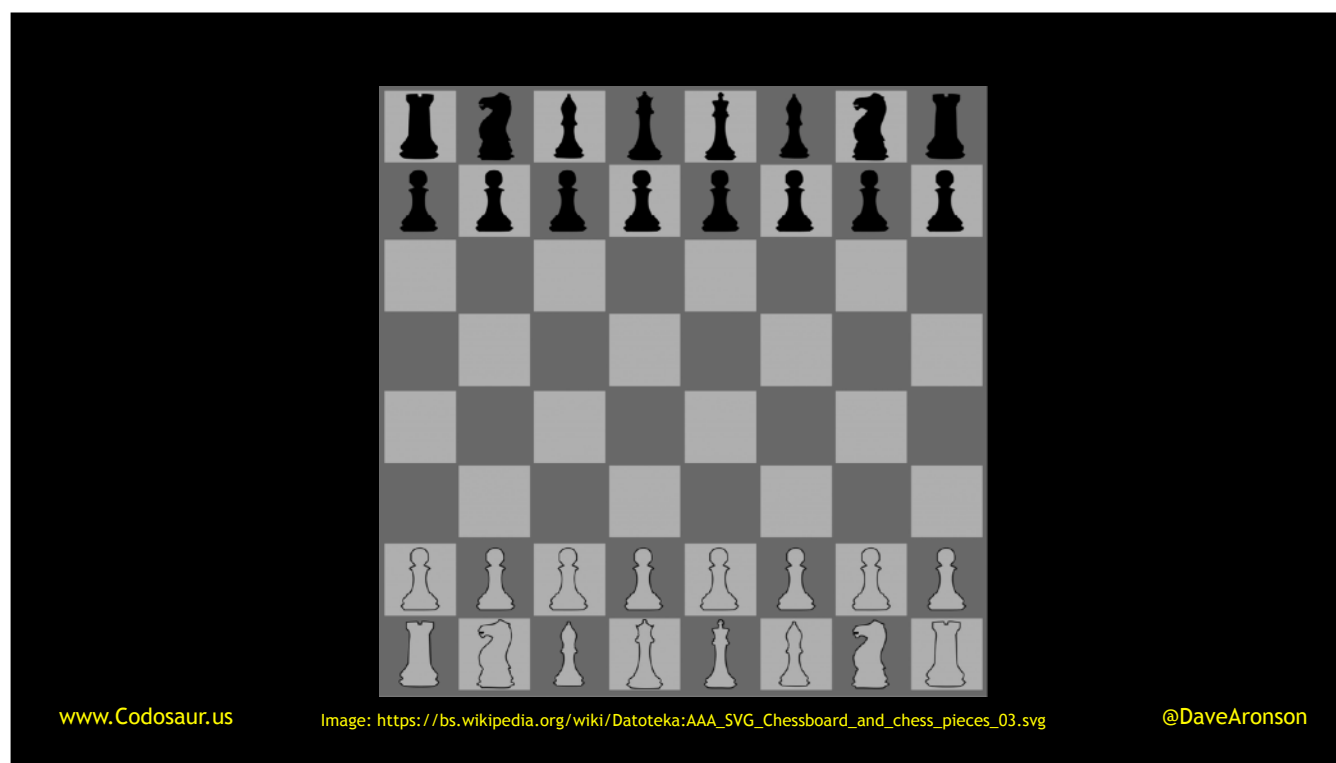 www.Codosaur.us
Image: https://bs.wikipedia.org/wiki/Datoteka:AAA_SVG_Chessboard_and_chess_pieces_03.svg
@DaveAronson